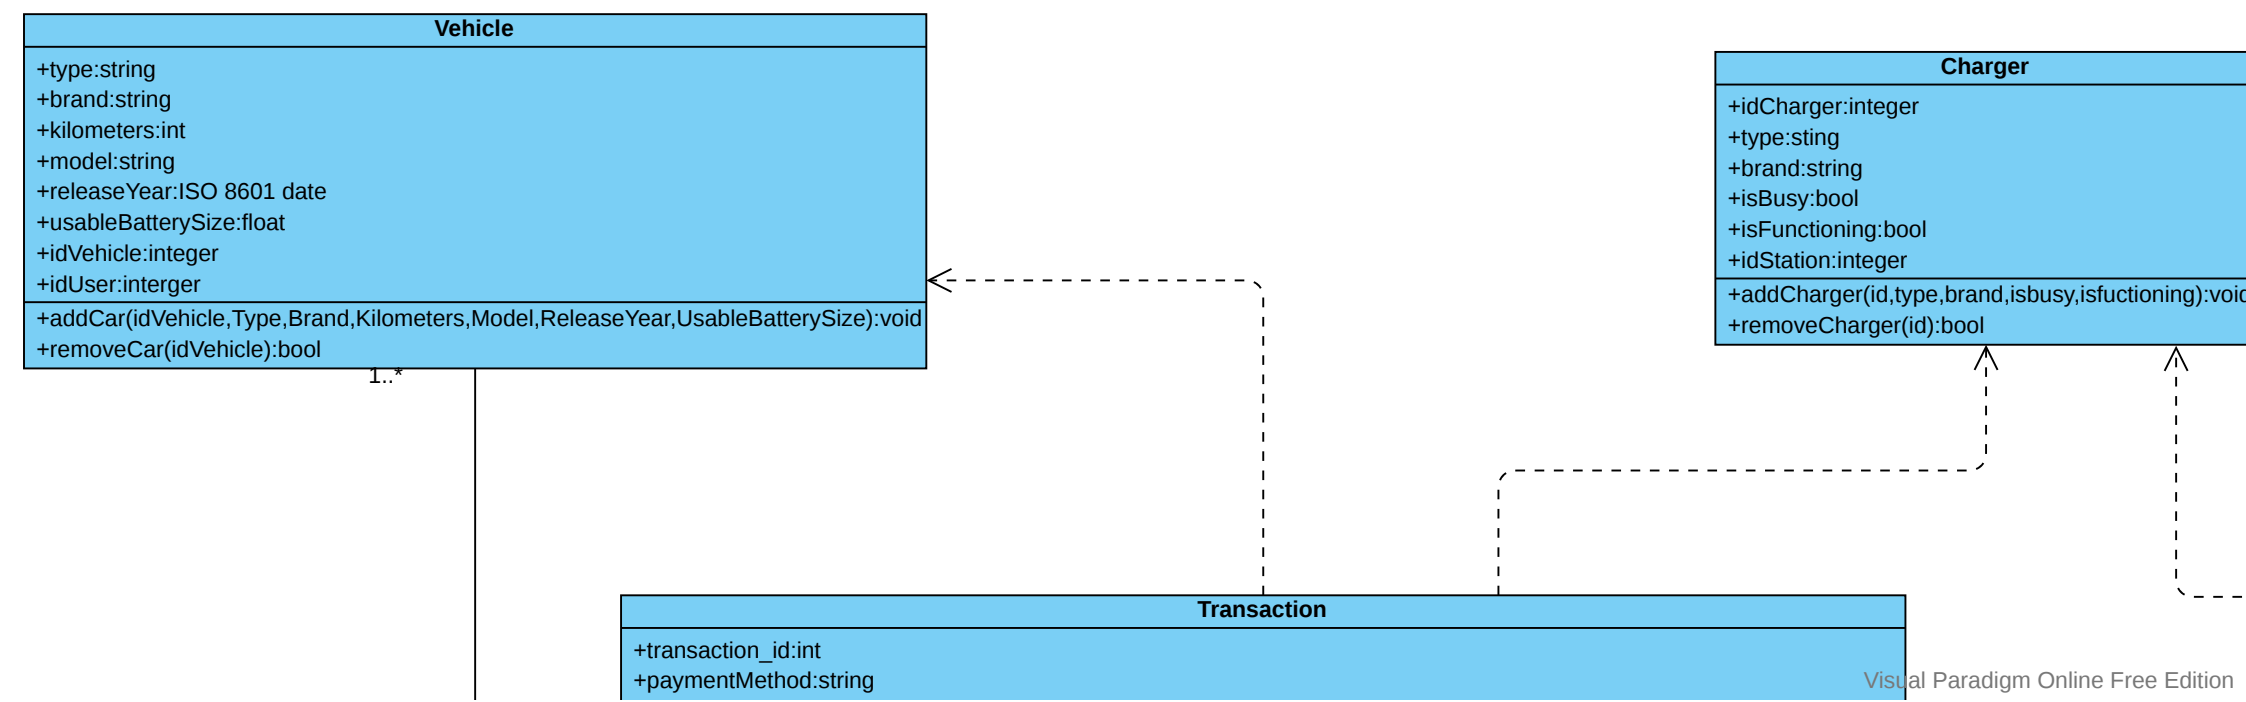 Vehicle
+type:string
+brand:string
+kilometers:int
+model:string
+releaseYear:ISO 8601 date
+usableBatterySize:float
+idVehicle:integer
+idUser:interger
+addCar(idVehicle,Type,Brand,Kilometers,Model,ReleaseYear,UsableBatterySize):void
+removeCar(idVehicle):bool
1..*
Charger
+idCharger:integer
+type:sting
+brand:string
+isBusy:bool
+isFunctioning:bool
+idStation:integer
+addCharger(id,type,brand,isbusy,isfuctioning):void
+removeCharger(id):bool
Transaction
+transaction_id:int
+paymentMethod:string
Visual Paradigm Online Free Edition